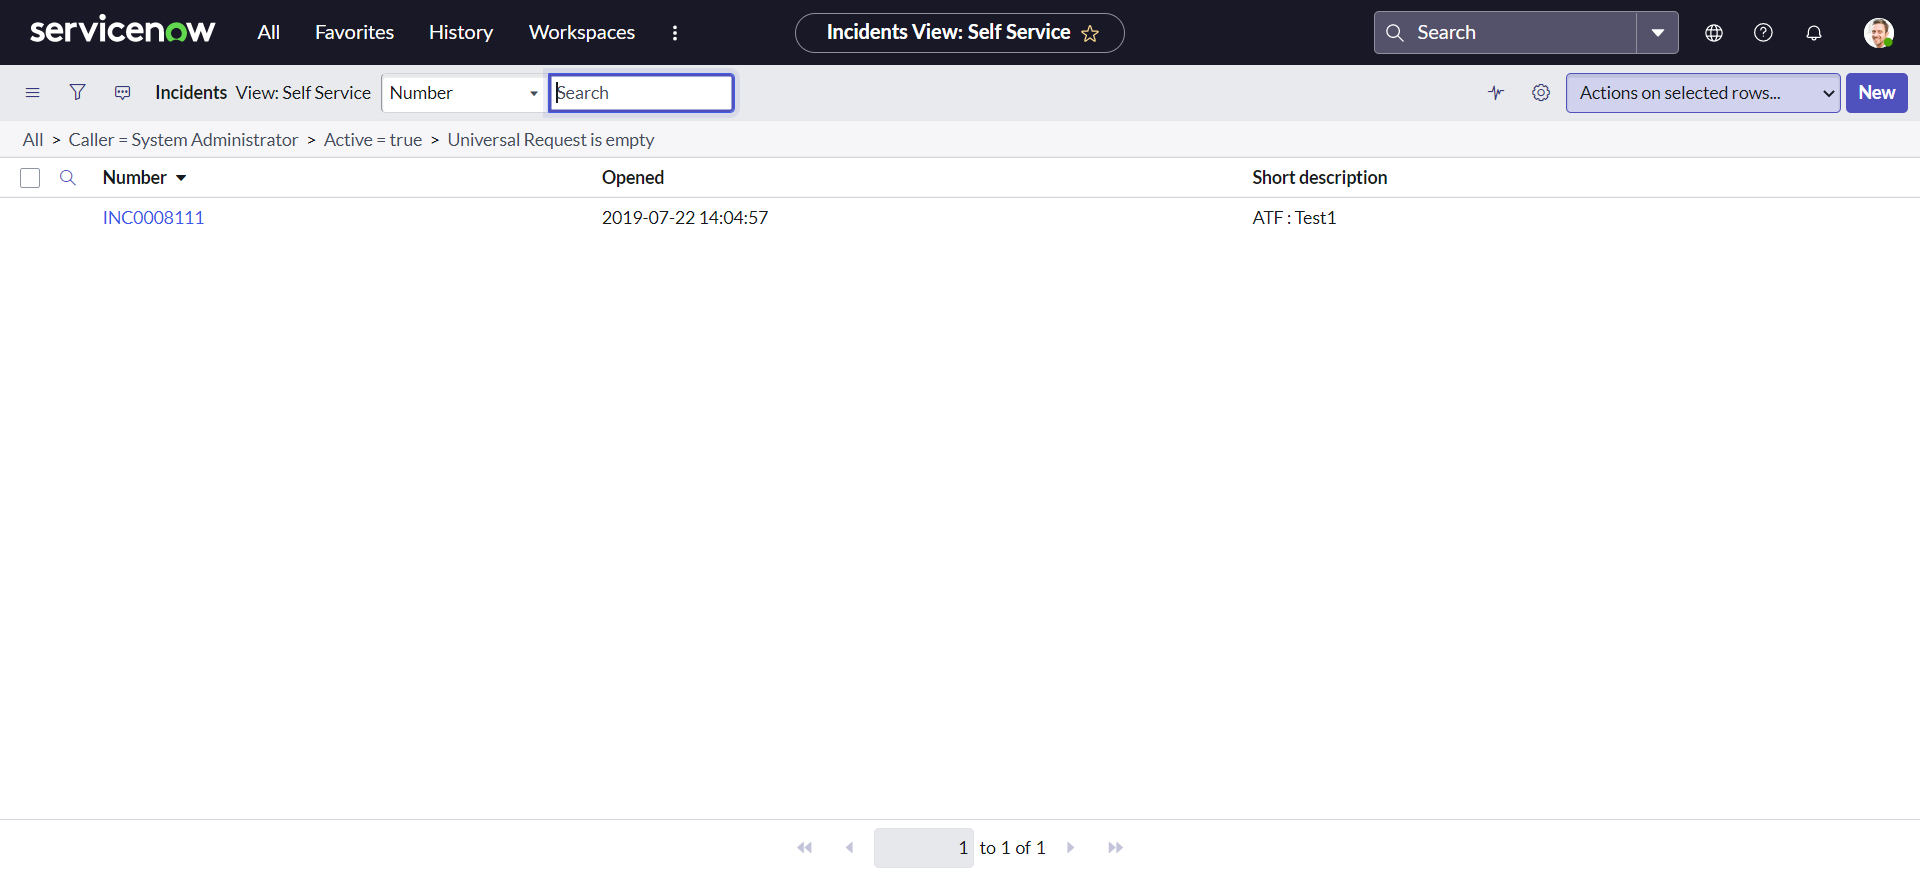 servicenow All Favorites History Workspaces Incidents View: Self Service Search
Incidents View: Self Service Number Search Actions on selected rows... New
All > Caller = System Administrator > Active = true > Universal Request is empty
Number Opened Short description
INC0008111 2019-07-22 14:04:57 ATF : Test1
1 to 1 of 1